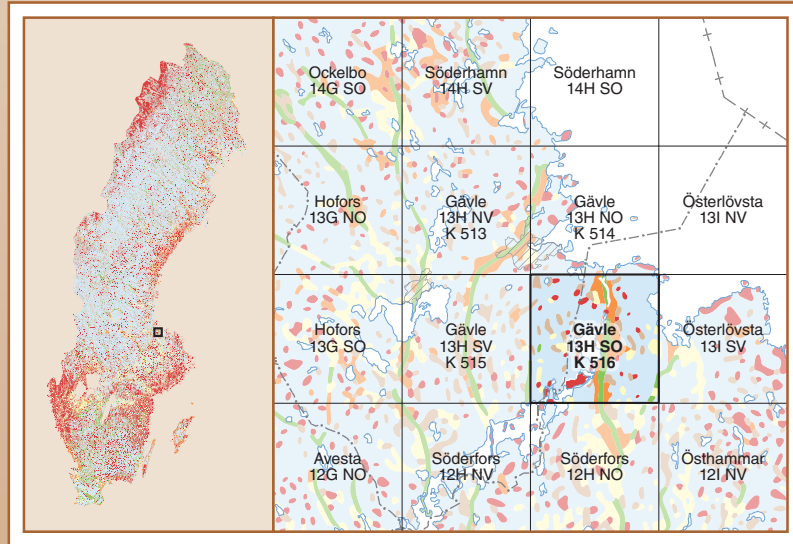 Ockelbo
14G SO
Söderhamn
14H SV
Söderhamn
14H SO
Hofors
13G NO
Gävle
13H NV
K 513
Gävle
13H NO
K 514
Österlövsta
13I NV
Hofors
13G SO
Gävle
13H SV
K 515
Gävle
13H SO
K 516
Österlövsta
13I SV
Avesta
12G NO
Söderfors
12H NV
Söderfors
12H NO
Östhammar
12I NV